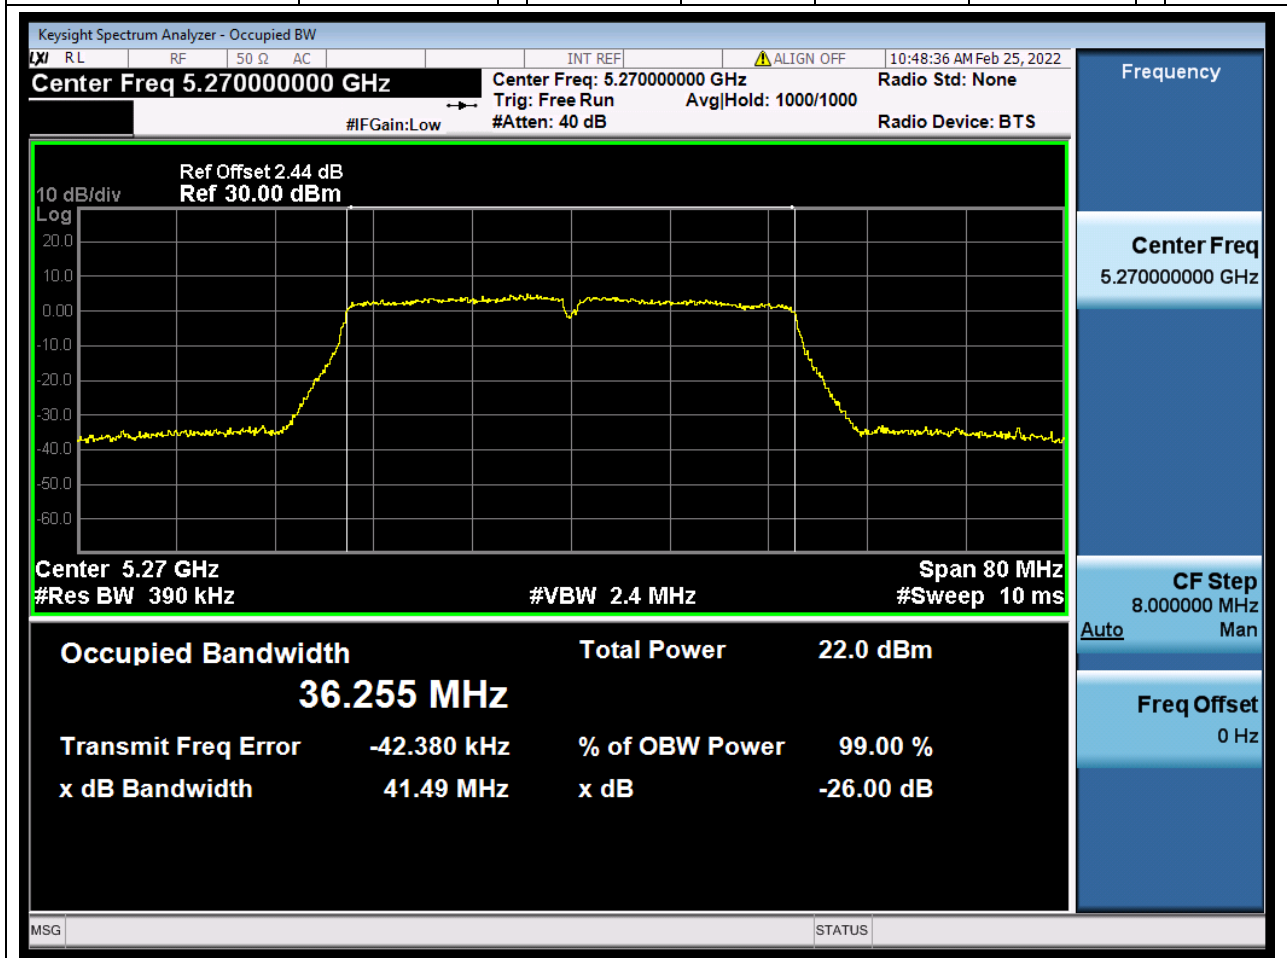 Keysight Spectrum Analyzer - Occupied BW
LXI RL RF 50 Ω AC INT REF ALIGN OFF 10:48:36 AM Feb 25, 2022
Center Freq 5.270000000 GHz
Center Freq: 5.270000000 GHz
Radio Std: None
Trig: Free Run Avg|Hold: 1000/1000
#IFGain:Low #Atten: 40 dB Radio Device: BTS
Ref Offset 2.44 dB
10 dB/div Ref 30.00 dBm
Log
20.0
10.0
0.00
-10.0
-20.0
-30.0
-40.0
-50.0
-60.0
Center 5.27 GHz Span 80 MHz
#Res BW 390 kHz #VBW 2.4 MHz #Sweep 10 ms
Occupied Bandwidth Total Power 22.0 dBm
36.255 MHz
Transmit Freq Error -42.380 kHz % of OBW Power 99.00 %
x dB Bandwidth 41.49 MHz x dB -26.00 dB
MSG STATUS
Frequency
Center Freq
5.270000000 GHz
CF Step
8.000000 MHz
Auto Man
Freq Offset
0 Hz